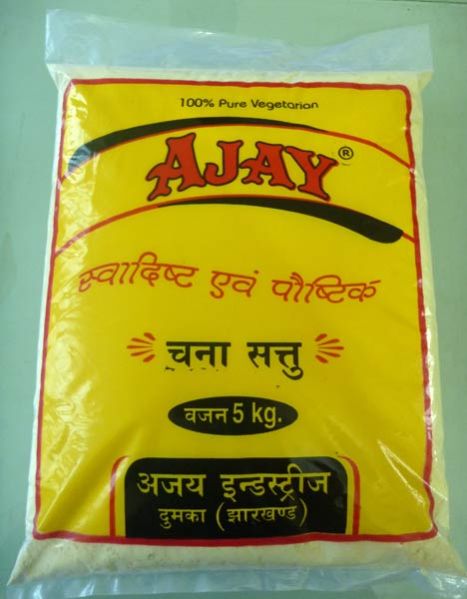 100% Pure Vegetarian
AJAY®
स्वादिष्ट एवं पौष्टिक
चना सत्तु
वजन 5 kg.
अजय इन्डस्ट्रीज
दुमका (झारखण्ड)